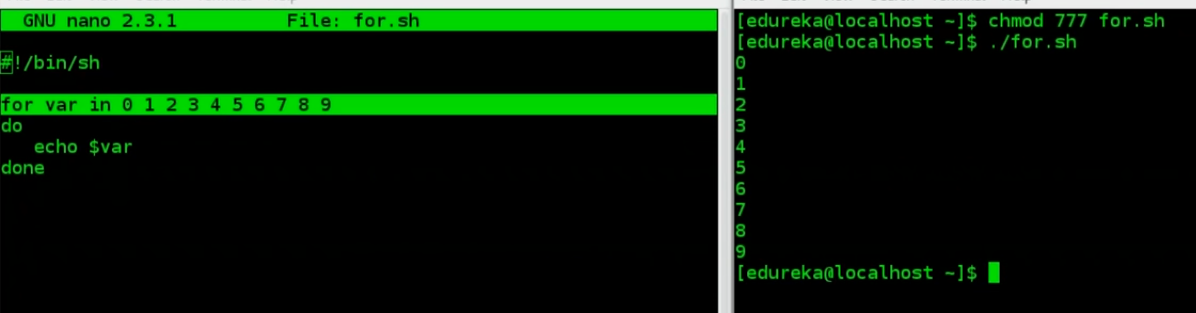 GNU nano 2.3.1 File: for.sh
#!/bin/sh
for var in 0 1 2 3 4 5 6 7 8 9
do
echo $var
done
[edureka@localhost ~]$ chmod 777 for.sh
[edureka@localhost ~]$ ./for.sh
0
1
2
3
4
5
6
7
8
9
[edureka@localhost ~]$